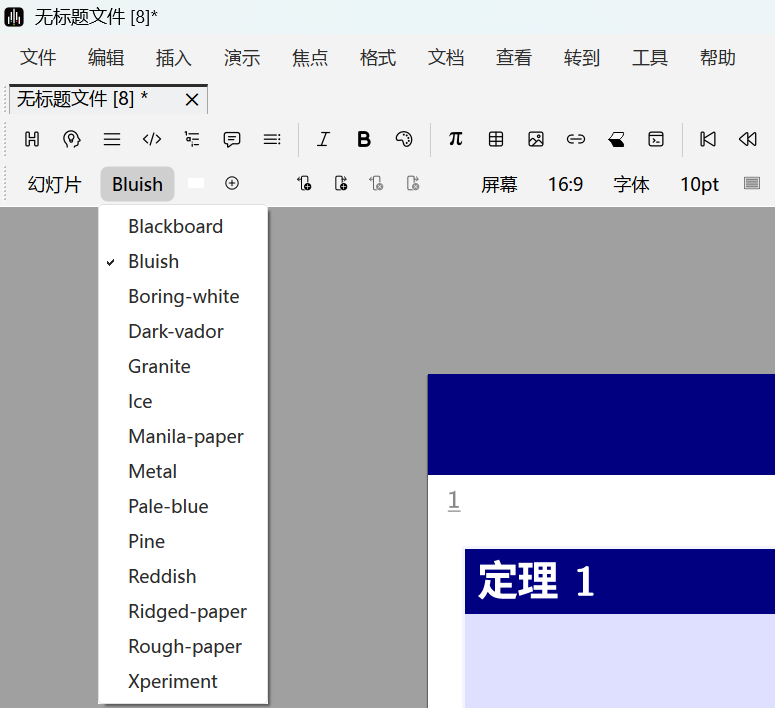 无标题文件 [8]*
文件 编辑 插入 演示 焦点 格式 文档 查看 转到 工具 帮助
无标题文件 [8] *
幻灯片 Bluish 屏幕 16:9 字体 10pt
Blackboard
Bluish
Boring-white
Dark-vador
Granite
Ice
Manila-paper
Metal
Pale-blue
Pine
Reddish
Ridged-paper
Rough-paper
Xperiment
1
定理 1